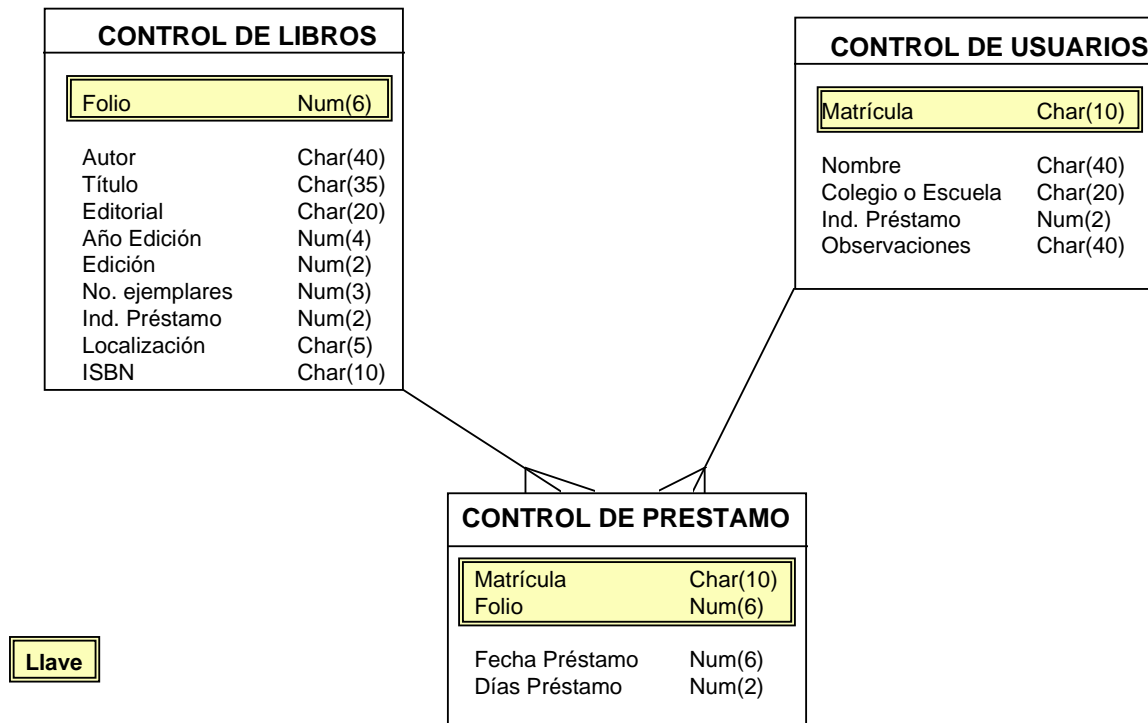 CONTROL DE LIBROS
Folio Num(6)
Autor Char(40)
Título Char(35)
Editorial Char(20)
Año Edición Num(4)
Edición Num(2)
No. ejemplares Num(3)
Ind. Préstamo Num(2)
Localización Char(5)
ISBN Char(10)
CONTROL DE USUARIOS
Matrícula Char(10)
Nombre Char(40)
Colegio o Escuela Char(20)
Ind. Préstamo Num(2)
Observaciones Char(40)
CONTROL DE PRESTAMO
Matrícula Char(10)
Folio Num(6)
Fecha Préstamo Num(6)
Días Préstamo Num(2)
Llave